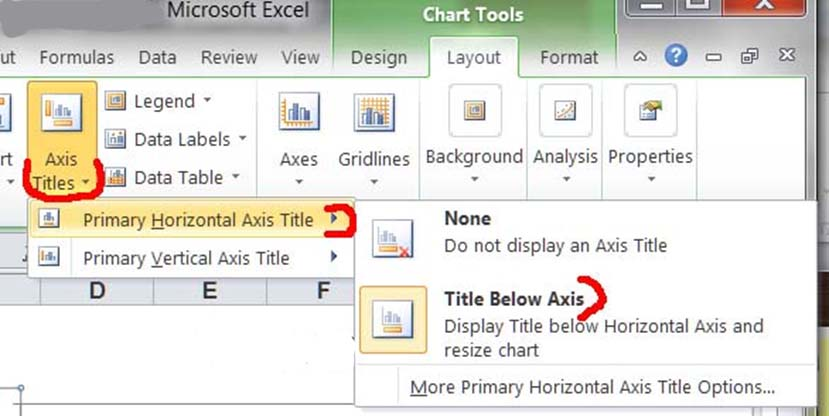 Microsoft Excel
Chart Tools
ut Formulas Data Review View Design Layout Format
Legend
Data Labels
Data Table
Axis
Titles
rt
Axes
Gridlines
Background
Analysis
Properties
Primary Horizontal Axis Title
Primary Vertical Axis Title
None
Do not display an Axis Title
Title Below Axis
Display Title below Horizontal Axis and
resize chart
More Primary Horizontal Axis Title Options...
D E F